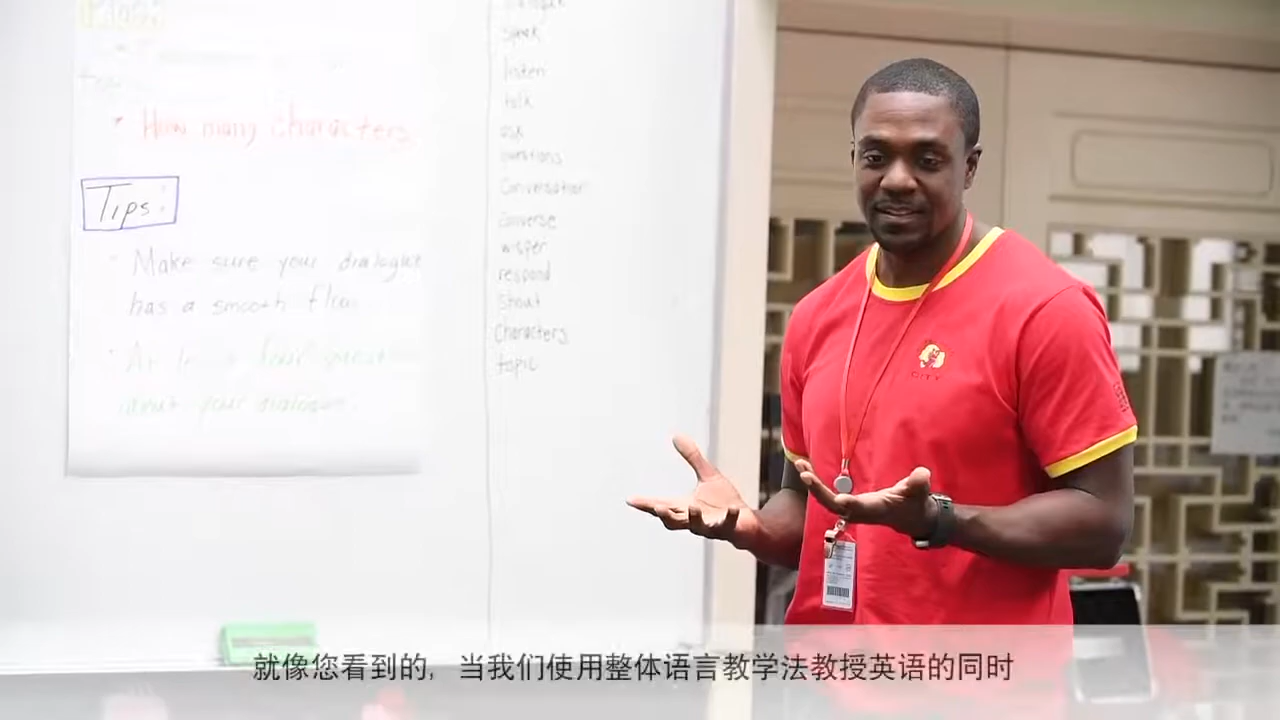 How many characters
Tips:
Make sure your dialogue
has a smooth
about your dialogue.
speak
listen
talk
ask
questions
Conversation
Converse
wisper
respond
shout
Characters
topic
CITY
就像您看到的，当我们使用整体语言教学法教授英语的同时